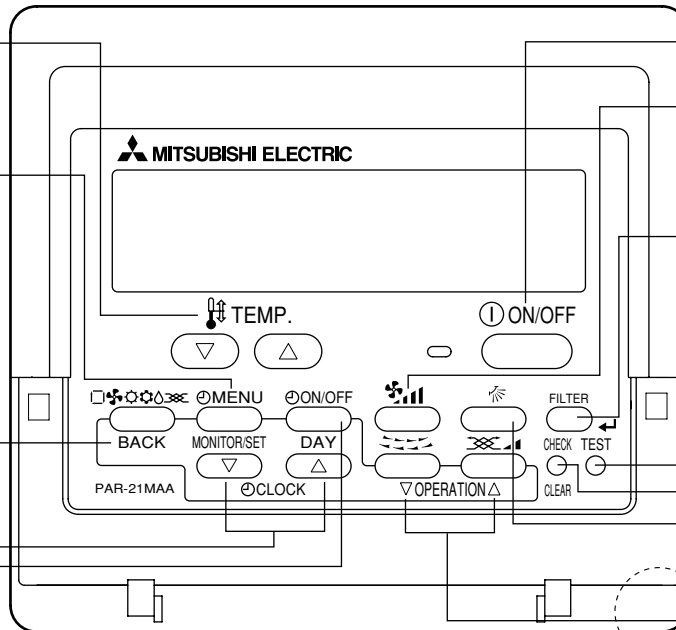 MITSUBISHI ELECTRIC
TEMP.
ON/OFF
MENU
ON/OFF
FILTER
BACK
MONITOR/SET
DAY
CHECK
TEST
PAR-21MAA
CLOCK
OPERATION
CLEAR